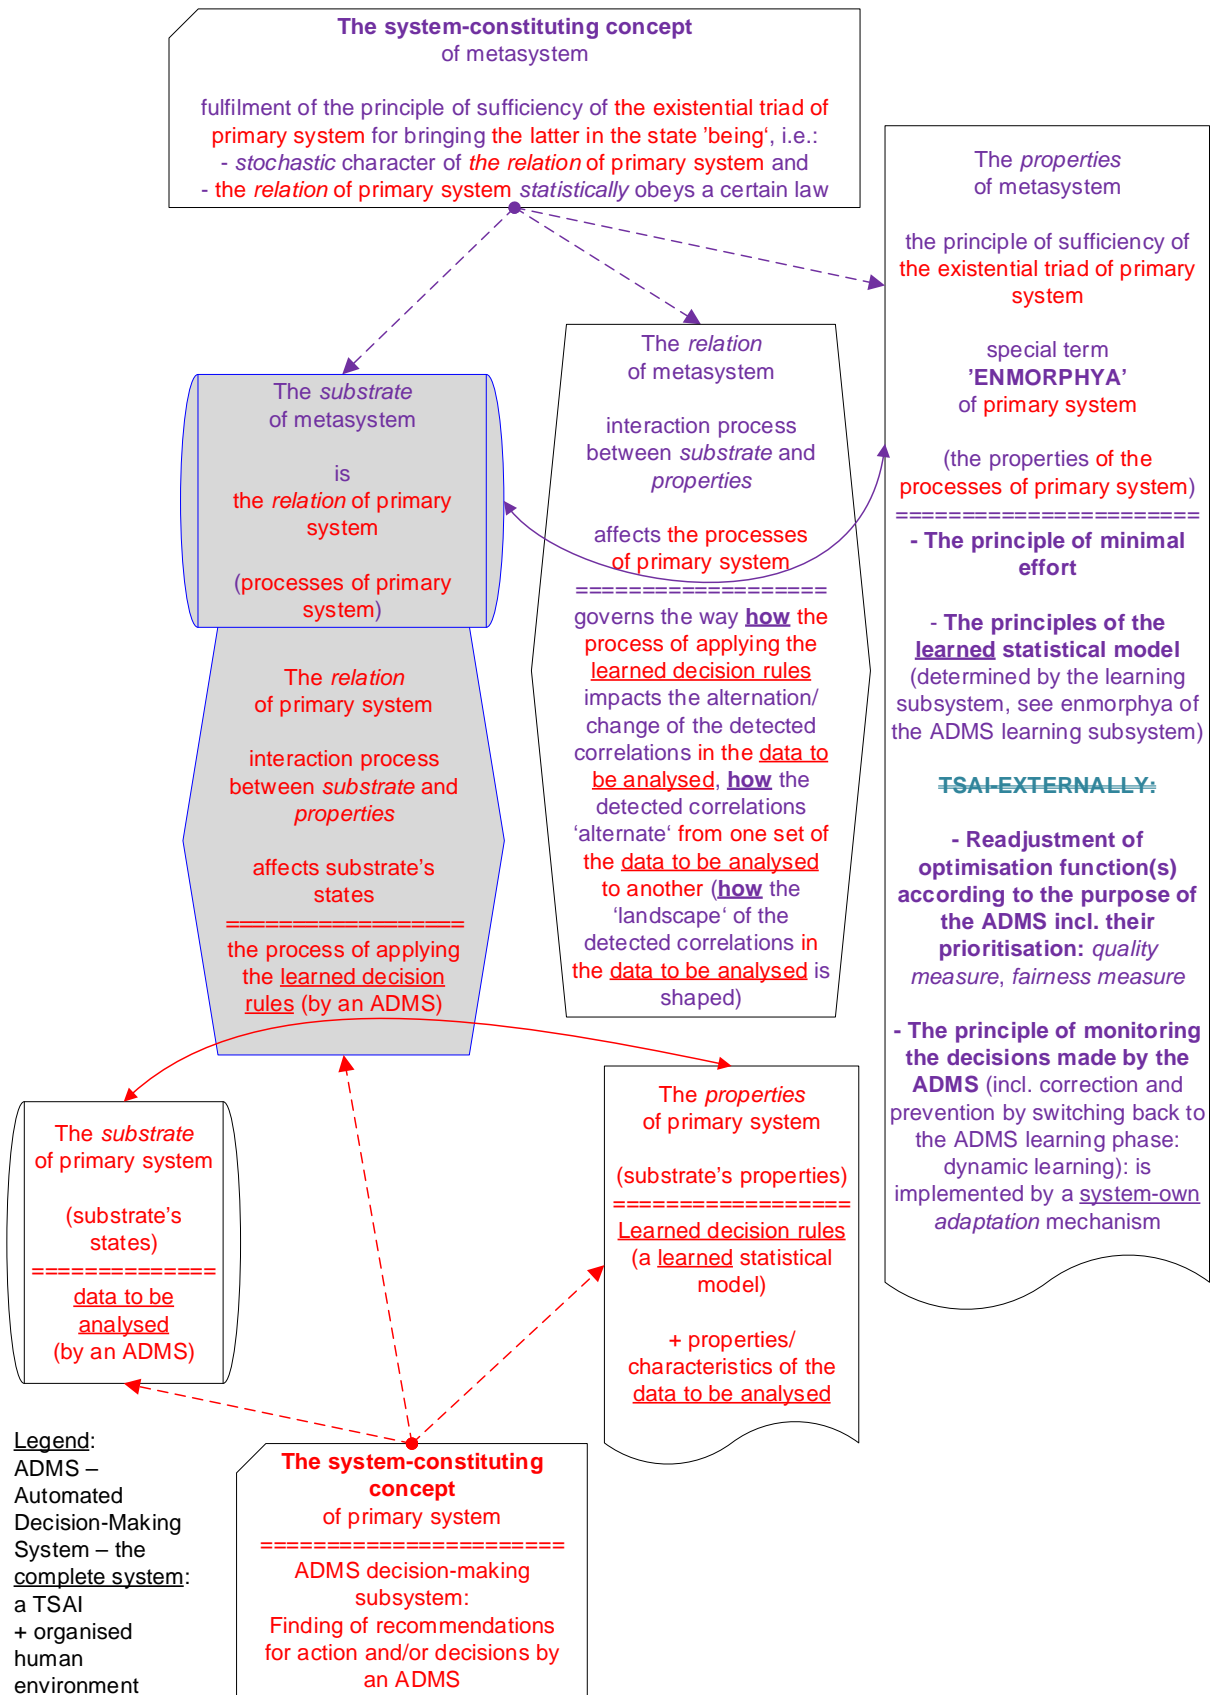 The system-constituting concept
of metasystem
fulfilment of the principle of sufficiency of the existential triad of
primary system for bringing the latter in the state ’being‘, i.e.:
- stochastic character of the relation of primary system and
- the relation of primary system statistically obeys a certain law
The properties
of metasystem
the principle of sufficiency of
the existential triad of primary
system
special term
’ENMORPHYA’
of primary system
(the properties of the
processes of primary system)
=======================
- The principle of minimal
effort
- The principles of the
learned statistical model
(determined by the learning
subsystem, see enmorphya of
the ADMS learning subsystem)
TSAI-EXTERNALLY:
- Readjustment of
optimisation function(s)
according to the purpose of
the ADMS incl. their
prioritisation: quality
measure, fairness measure
- The principle of monitoring
the decisions made by the
ADMS (incl. correction and
prevention by switching back to
the ADMS learning phase:
dynamic learning): is
implemented by a system-own
adaptation mechanism
The relation
of metasystem
interaction process
between substrate and
properties
affects the processes
of primary system
===================
governs the way how the
process of applying the
learned decision rules
impacts the alternation/
change of the detected
correlations in the data to
be analysed, how the
detected correlations
‘alternate‘ from one set of
the data to be analysed
to another (how the
‘landscape‘ of the
detected correlations in
the data to be analysed is
shaped)
The substrate
of metasystem
is
the relation of primary
system
(processes of primary
system)
The relation
of primary system
interaction process
between substrate and
properties
affects substrate’s
states
==================
the process of applying
the learned decision
rules (by an ADMS)
The substrate
of primary system
(substrate’s
states)
==============
data to be
analysed
(by an ADMS)
The properties
of primary system
(substrate’s properties)
==================
Learned decision rules
(a learned statistical
model)
+ properties/
characteristics of the
data to be analysed
The system-constituting
concept
of primary system
=======================
ADMS decision-making
subsystem:
Finding of recommendations
for action and/or decisions by
an ADMS
Legend:
ADMS –
Automated
Decision-Making
System – the
complete system:
a TSAI
+ organised
human
environment